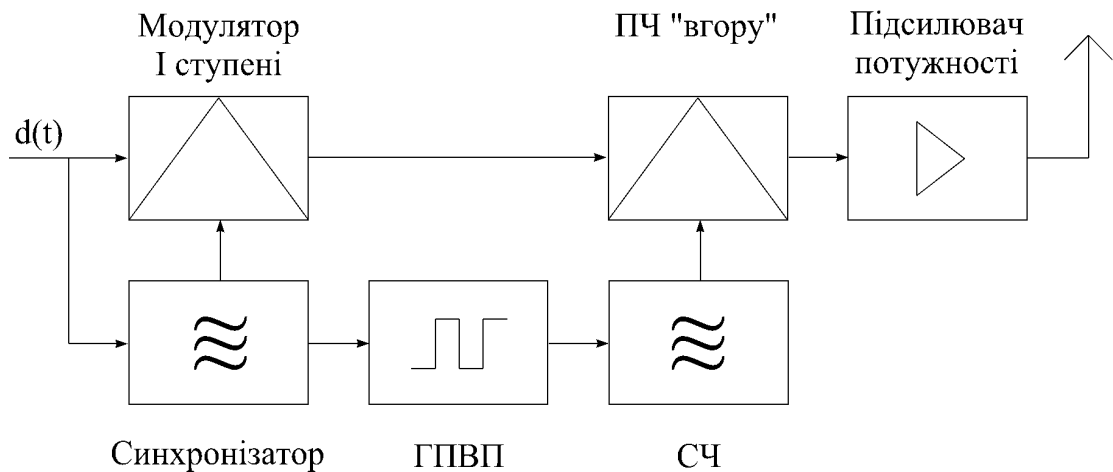 Модулятор
І ступені
ПЧ "вгору"
Підсилювач
потужності
d(t)
Синхронізатор
ГПВП
СЧ